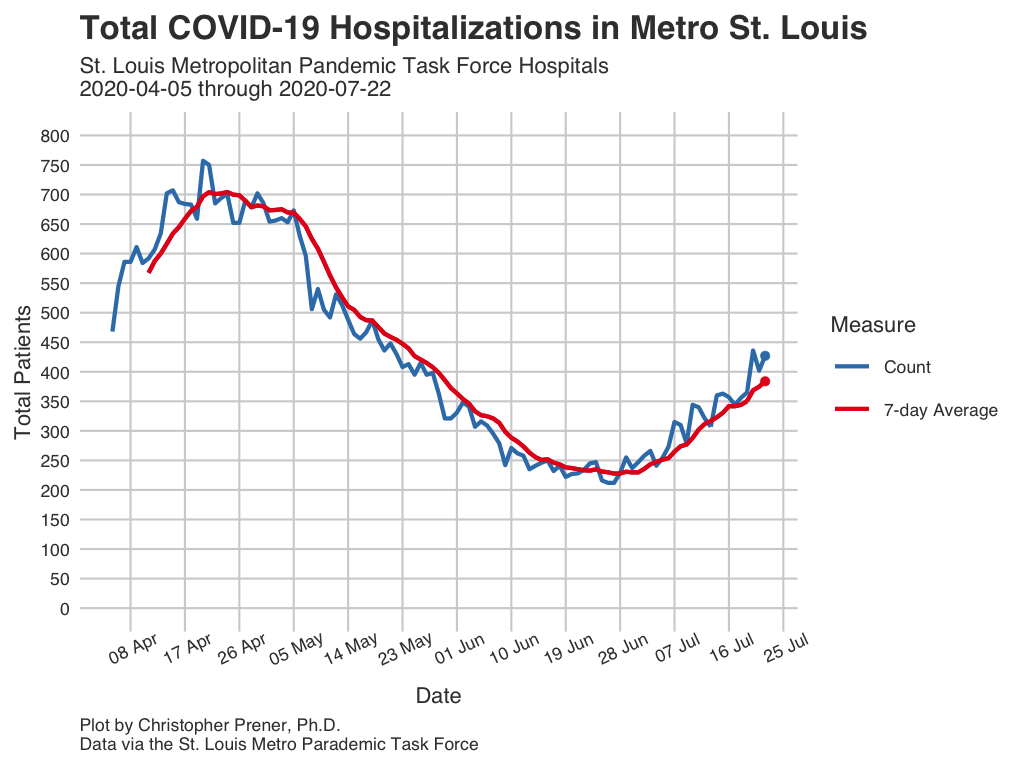 Total COVID-19 Hospitalizations in Metro St. Louis
St. Louis Metropolitan Pandemic Task Force Hospitals
2020-04-05 through 2020-07-22
800
750
700
650
600
550
500
450
400
350
300
250
200
150
100
50
0
Total Patients
08 Apr
17 Apr
26 Apr
05 May
14 May
23 May
01 Jun
10 Jun
19 Jun
28 Jun
07 Jul
16 Jul
25 Jul
Date
Measure
Count
7-day Average
Plot by Christopher Prener, Ph.D.
Data via the St. Louis Metro Parademic Task Force